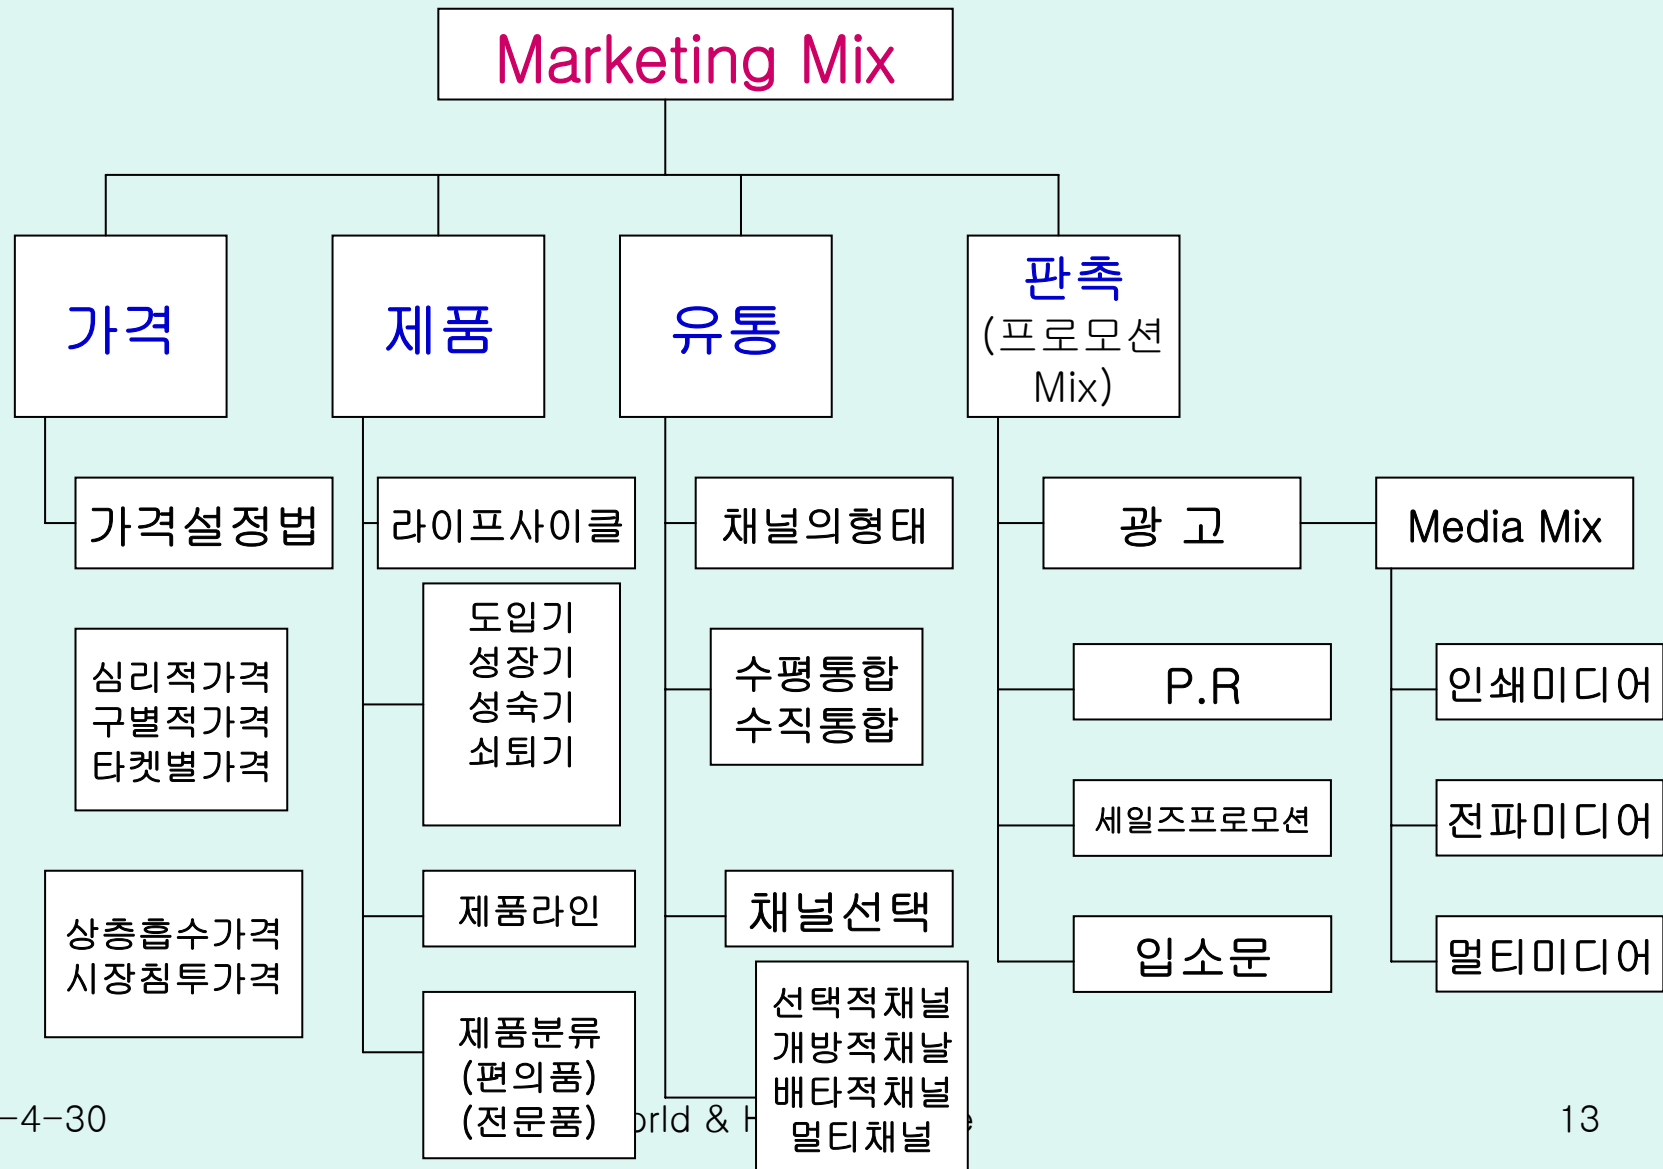 Marketing Mix
가격
제품
유통
판촉
(프로모션
Mix)
가격설정법
라이프사이클
채널의형태
광 고
Media Mix
심리적가격
구별적가격
타켓별가격
도입기
성장기
성숙기
쇠퇴기
수평통합
수직통합
P.R
인쇄미디어
세일즈프로모션
전파미디어
상층흡수가격
시장침투가격
제품라인
채널선택
입소문
멀티미디어
제품분류
(편의품)
(전문품)
선택적채널
개방적채날
배타적채널
멀티채널
-4-30
&
13